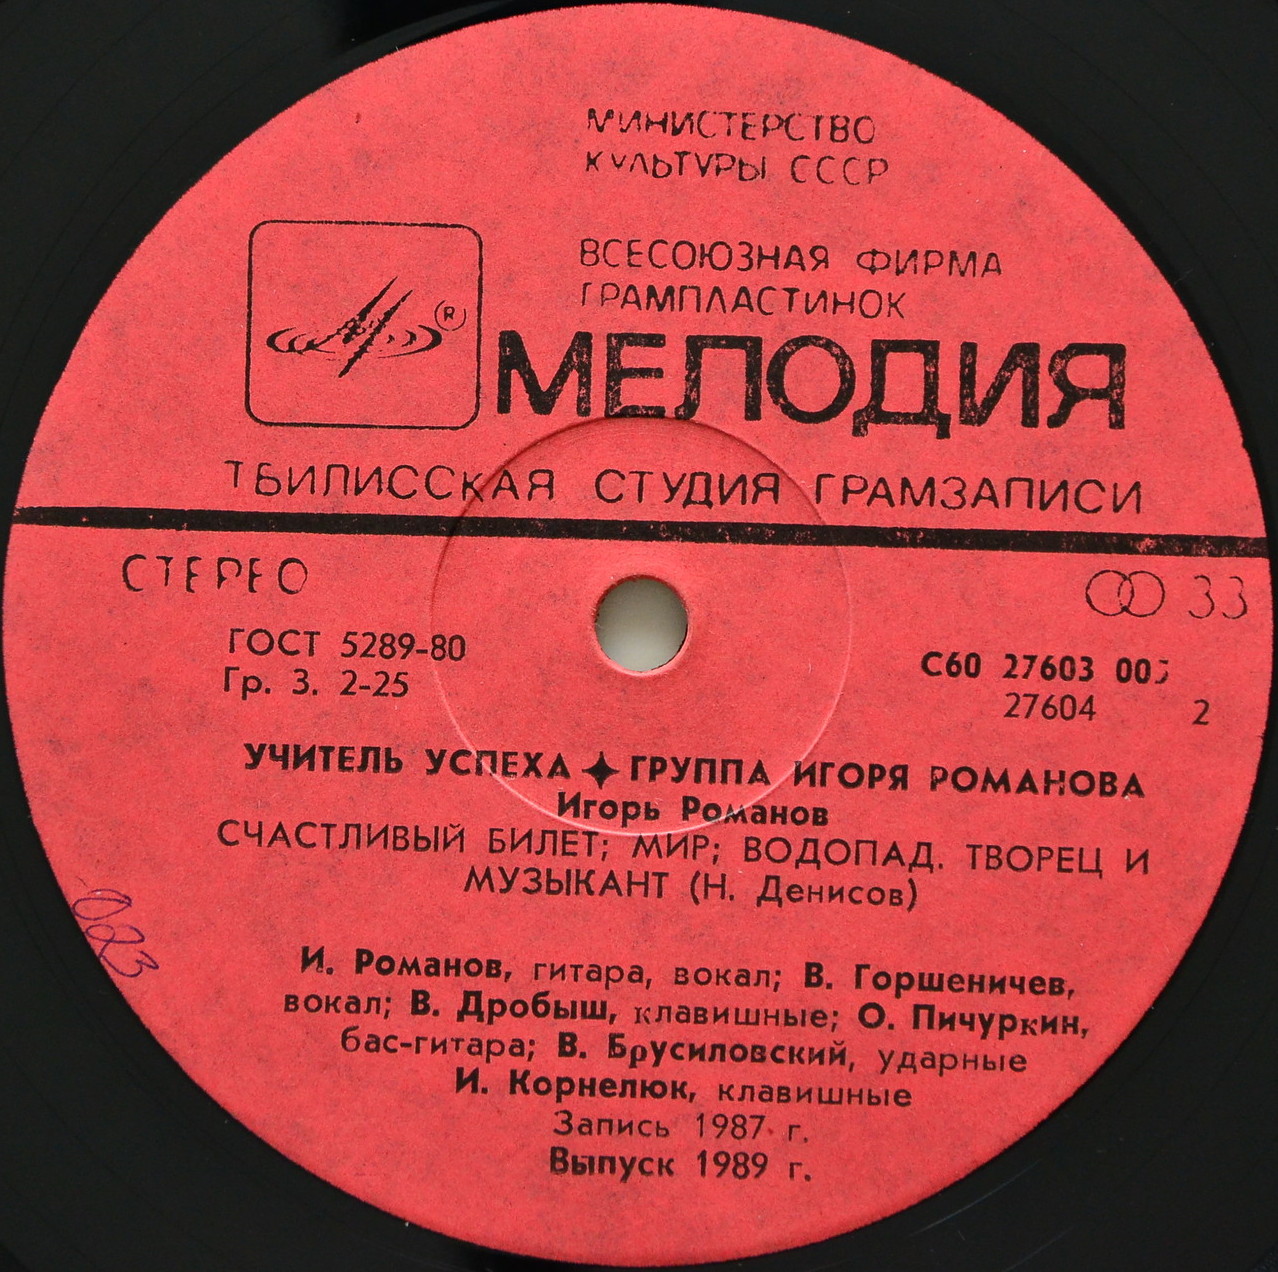 МИНИСТЕРСТВО
КУЛЬТУРЫ СССР
ВСЕСОЮЗНАЯ ФИРМА
ГРАМПЛАСТИНОК
®
МЕЛОДИЯ
ТБИЛИССКАЯ СТУДИЯ ГРАМЗАПИСИ
СТЕРЕО
33
ГОСТ 5289-80
Гр. 3. 2-25
С60 27603 005
27604 2
УЧИТЕЛЬ УСПЕХА ✦ ГРУППА ИГОРЯ РОМАНОВА
Игорь Романов
СЧАСТЛИВЫЙ БИЛЕТ; МИР; ВОДОПАД. ТВОРЕЦ И
МУЗЫКАНТ (Н. Денисов)
И. Романов, гитара, вокал; В. Горшеничев,
вокал; В. Дробыш, клавишные; О. Пичуркин,
бас-гитара; В. Брусиловский, ударные
И. Корнелюк, клавишные
Запись 1987 г.
Выпуск 1989 г.
023